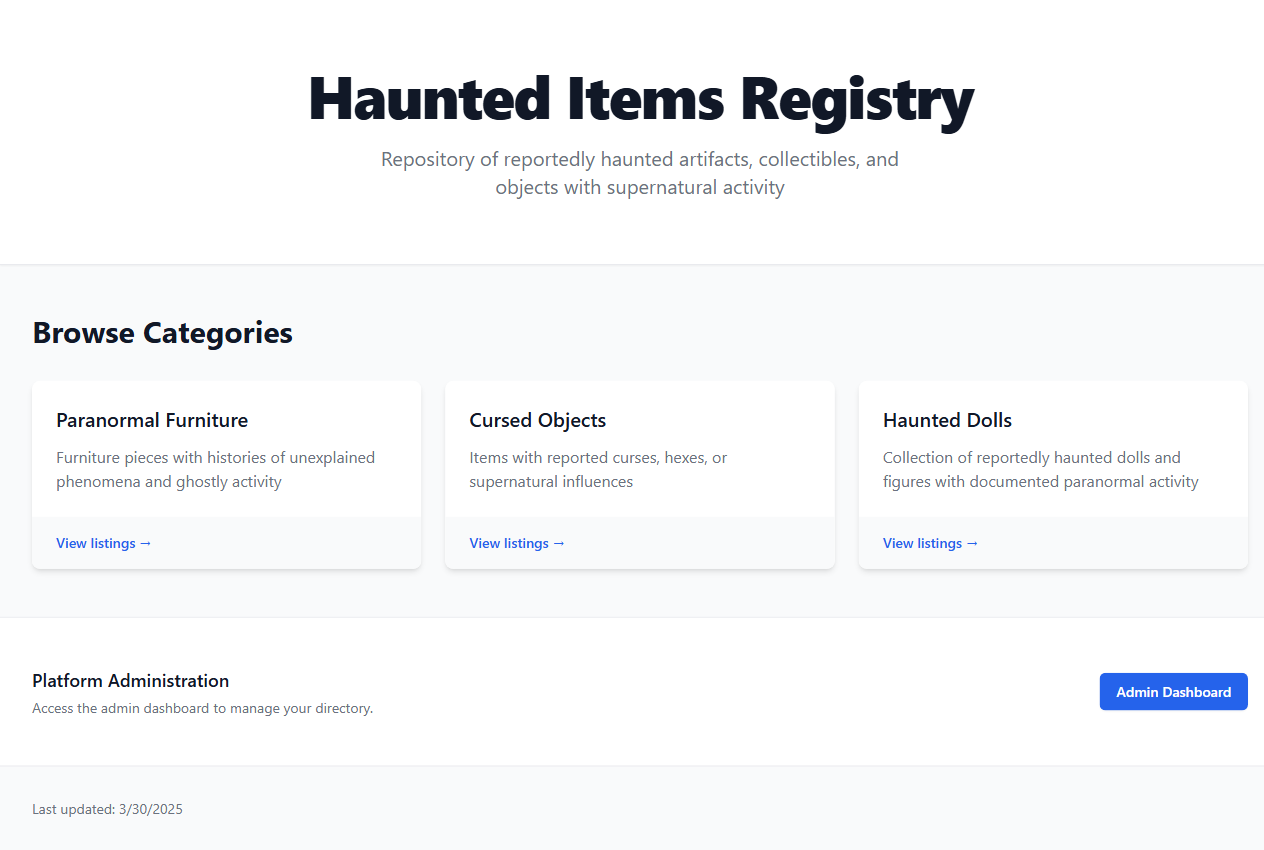 Haunted Items Registry
Repository of reportedly haunted artifacts, collectibles, and
objects with supernatural activity
Browse Categories
Paranormal Furniture
Furniture pieces with histories of unexplained
phenomena and ghostly activity
View listings →
Cursed Objects
Items with reported curses, hexes, or
supernatural influences
View listings →
Haunted Dolls
Collection of reportedly haunted dolls and
figures with documented paranormal activity
View listings →
Platform Administration
Access the admin dashboard to manage your directory.
Admin Dashboard
Last updated: 3/30/2025